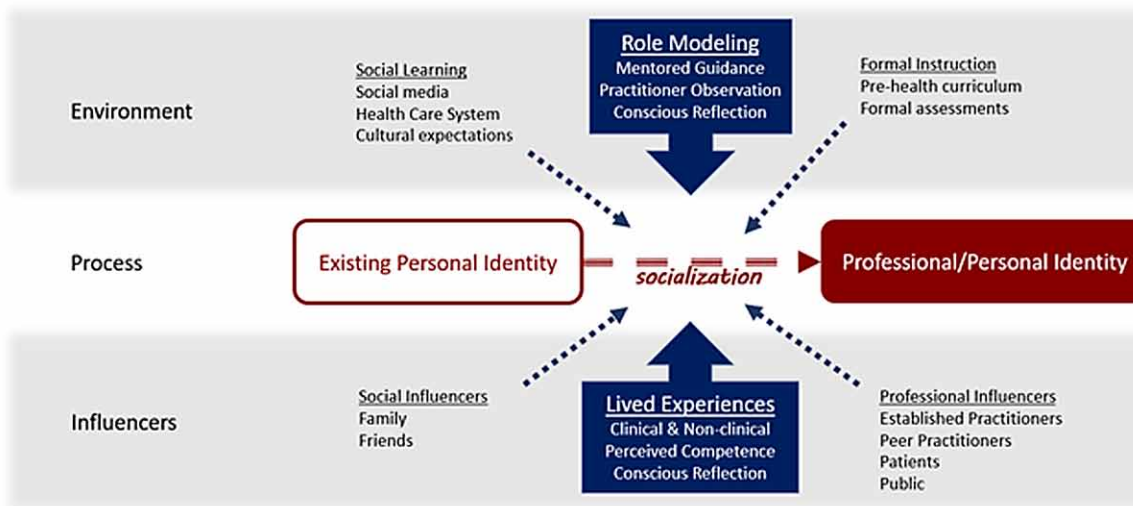 Environment
Social Learning
Social media
Health Care System
Cultural expectations
Role Modeling
Mentored Guidance
Practitioner Observation
Conscious Reflection
Formal Instruction
Pre-health curriculum
Formal assessments
Process
Existing Personal Identity
socialization
Professional/Personal Identity
Influencers
Social Influencers
Family
Friends
Lived Experiences
Clinical & Non-clinical
Perceived Competence
Conscious Reflection
Professional Influencers
Established Practitioners
Peer Practitioners
Patients
Public